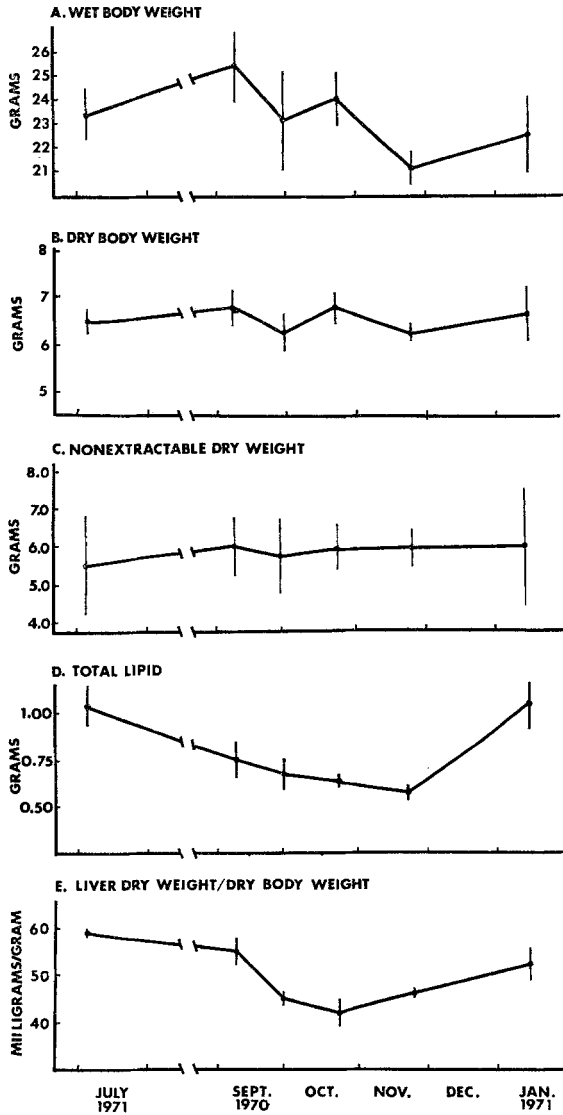 A. WET BODY WEIGHT
26
25
24
23
22
21
GRAMS
B. DRY BODY WEIGHT
8
7
6
5
GRAMS
C. NONEXTRACTABLE DRY WEIGHT
8.0
7.0
6.0
5.0
4.0
GRAMS
D. TOTAL LIPID
1.00
0.75
0.50
GRAMS
E. LIVER DRY WEIGHT/DRY BODY WEIGHT
60
50
40
MILLIGRAMS/GRAM
JULY SEPT. OCT. NOV. DEC. JAN.
1971 1970 1971